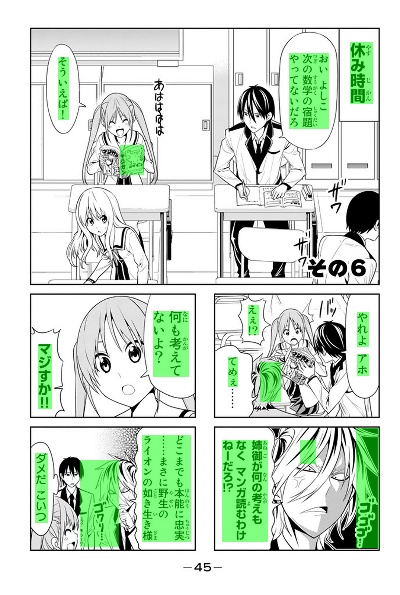 休み時間
おいよしこ
次の数学の宿題
やってないだろ
あはははは
そういえば！
ザワ
ザワ
その6
やれよ アホ
えぇ!?
てめぇ…
何も考えて
ないよ？
マジすか!!
姉御が何の考えも
なく マンガ読むわけ
ねーだろ!?
ゴゴゴ…
どこまでも本能に忠実
……まさに野生の
ライオンの如き生き様
ゴクリ…
ダメだ こいつ
―45―